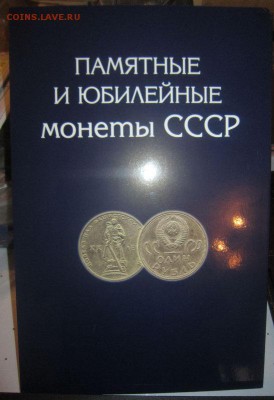 COINS.LAVE.RU
ПАМЯТНЫЕ
И ЮБИЛЕЙНЫЕ
монеты СССР
ОДИН
РУБЛЬ